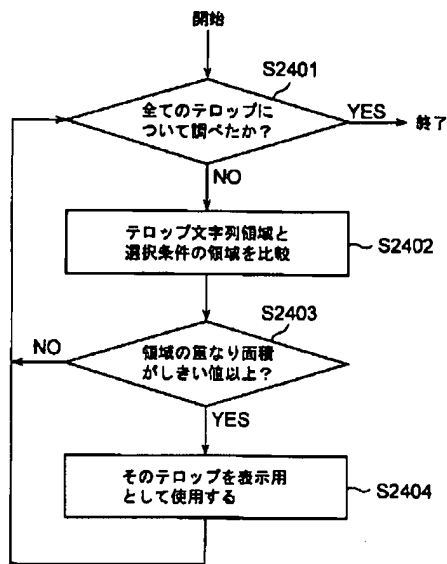 開始
S2401
全てのテロップに
ついて調べたか？
YES
終了
NO
テロップ文字列領域と
選択条件の領域を比較
S2402
S2403
領域の重なり面積
がしきい値以上？
NO
YES
そのテロップを表示用
として使用する
S2404